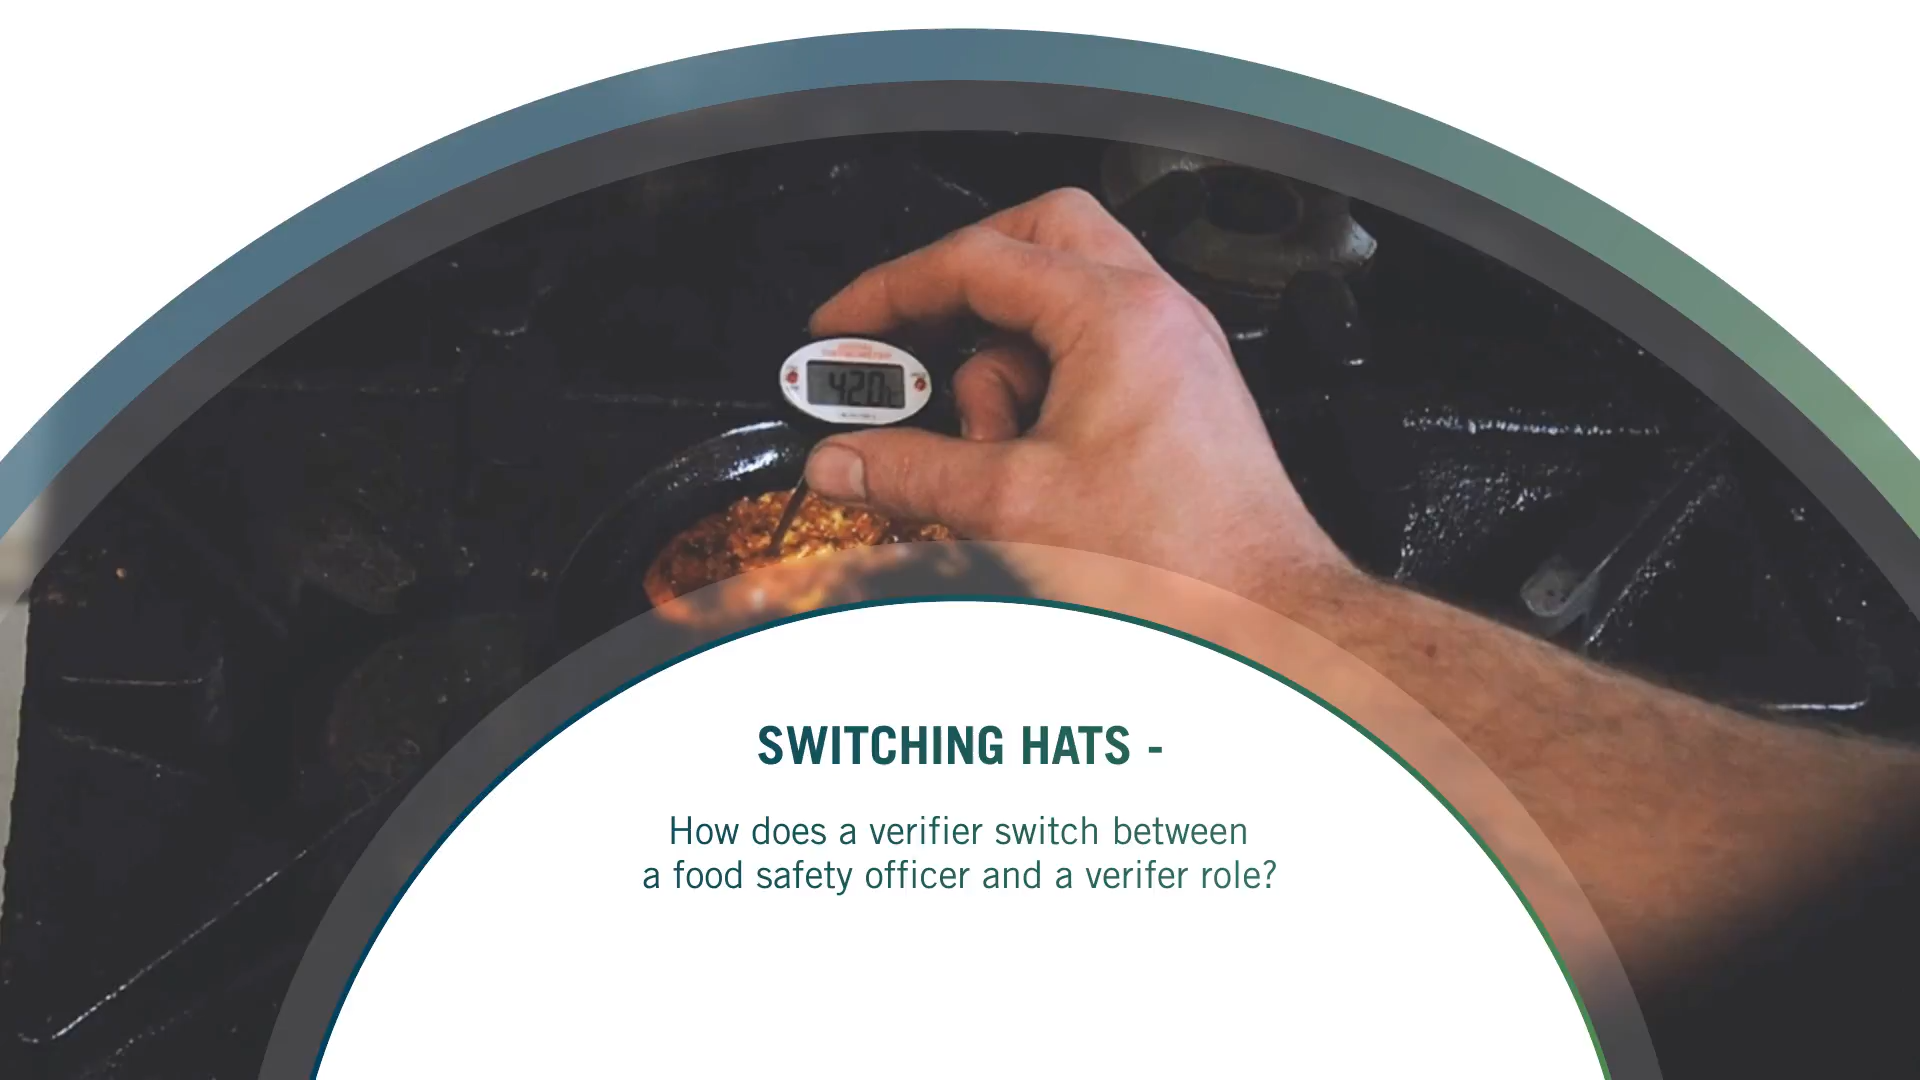 42.0
SWITCHING HATS -
How does a verifier switch between
a food safety officer and a verifer role?